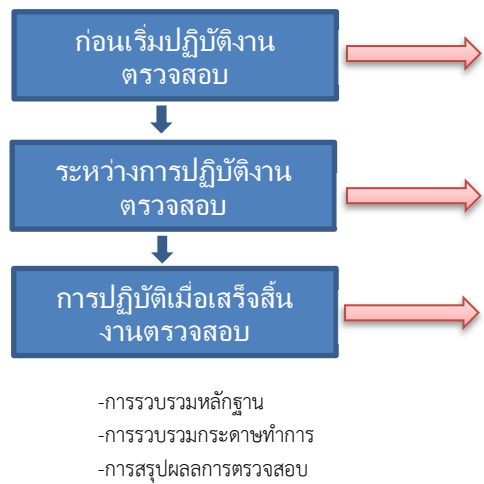 ก่อนเริ่มปฏิบัติงาน
ตรวจสอบ
ระหว่างการปฏิบัติงาน
ตรวจสอบ
การปฏิบัติเมื่อเสร็จสิ้น
งานตรวจสอบ
-การรวบรวมหลักฐาน
-การรวบรวมกระดาษทำการ
-การสรุปผลลการตรวจสอบ